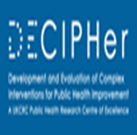 DECIPHer
Development and Evaluation of Complex
Interventions for Public Health Improvement
A UKCRC Public Health Research Centre of Excellence